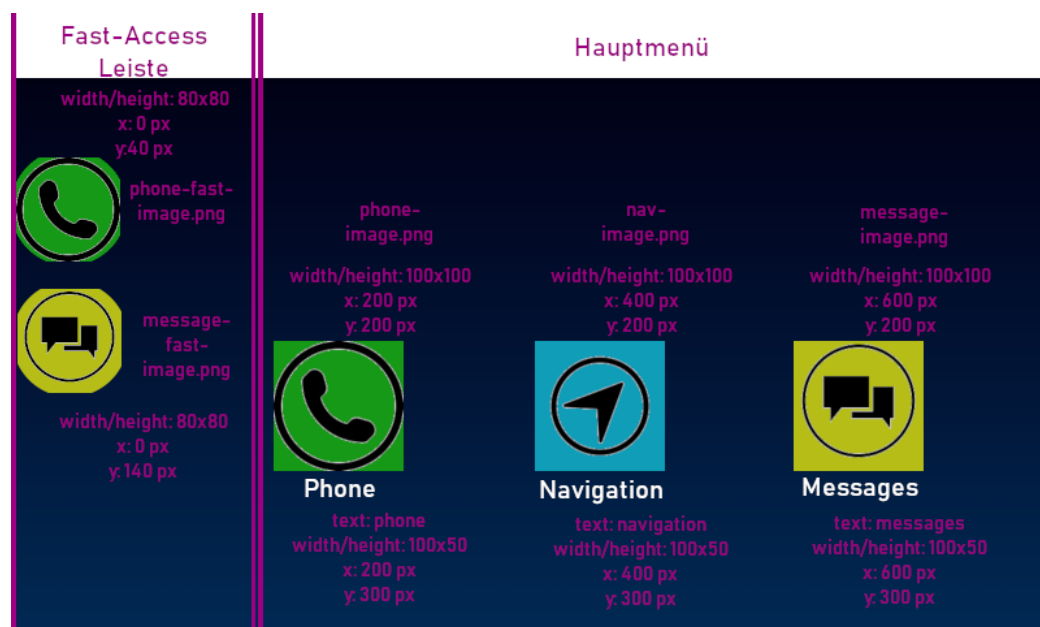 Fast-Access
Leiste
width/height: 80x80
x: 0 px
y:40 px
phone-fast-
image.png
message-
fast-
image.png
width/height: 80x80
x: 0 px
y: 140 px
Hauptmenü
phone-
image.png
width/height: 100x100
x: 200 px
y: 200 px
Phone
text: phone
width/height: 100x50
x: 200 px
y: 300 px
nav-
image.png
width/height: 100x100
x: 400 px
y: 200 px
Navigation
text: navigation
width/height: 100x50
x: 400 px
y: 300 px
message-
image.png
width/height: 100x100
x: 600 px
y: 200 px
Messages
text: messages
width/height: 100x50
x: 600 px
y: 300 px